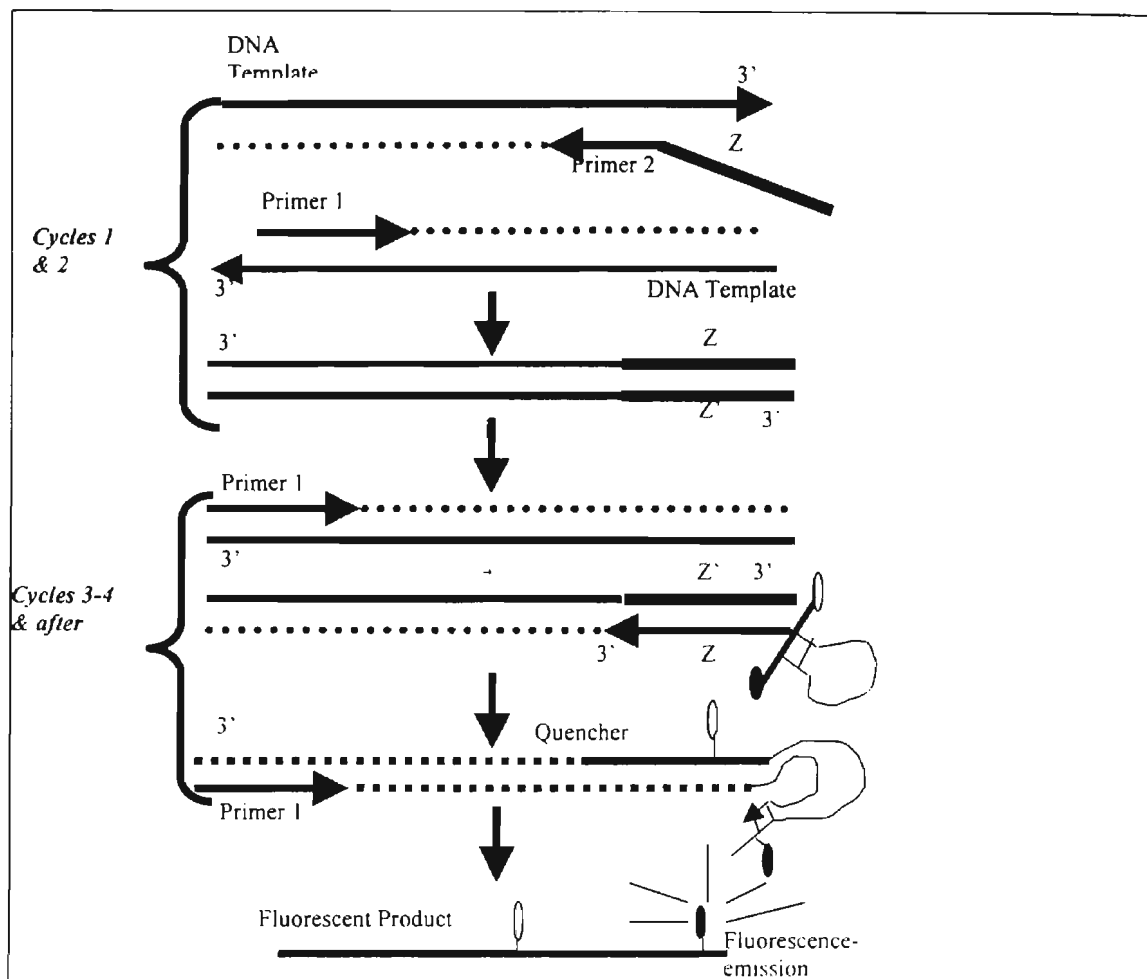 DNA
Template
3'
Z
Primer 2
Primer 1
Cycles 1
& 2
3'
DNA Template
3'
Z
Z'
3'
Primer 1
3'
Z'
3'
Cycles 3-4
& after
3'
Z
3'
Quencher
Primer 1
Fluorescent Product
Fluorescence-
emission